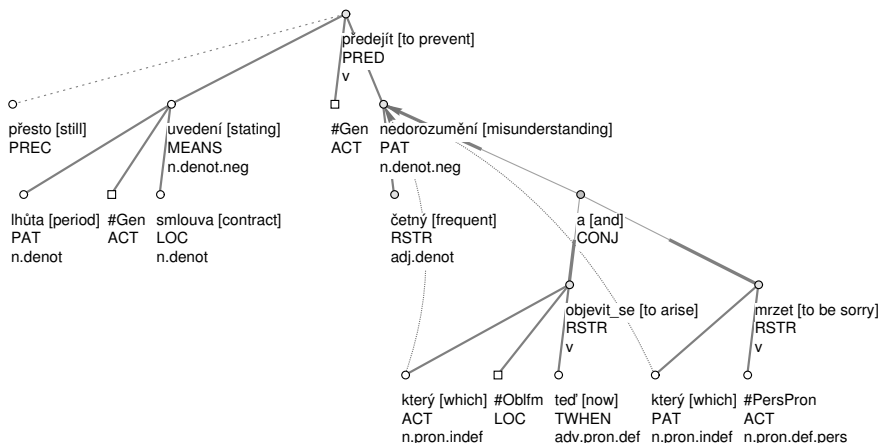 předejít [to prevent]
PRED
v
přesto [still]
PREC
uvedení [stating]
MEANS
n.denot.neg
#Gen
ACT
nedorozumění [misunderstanding]
PAT
n.denot.neg
lhůta [period]
PAT
n.denot
#Gen
ACT
smlouva [contract]
LOC
n.denot
četný [frequent]
RSTR
adj.denot
a [and]
CONJ
objevit_se [to arise]
RSTR
v
mrzet [to be sorry]
RSTR
v
který [which]
ACT
n.pron.indef
#Oblfm
LOC
teď [now]
TWHEN
adv.pron.def
který [which]
PAT
n.pron.indef
#PersPron
ACT
n.pron.def.pers